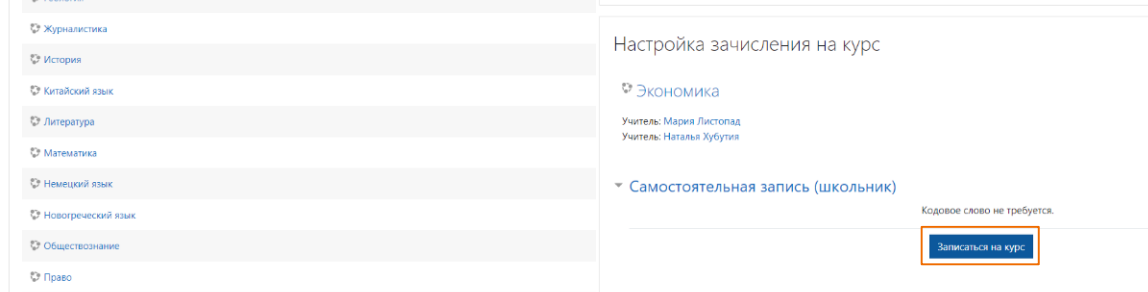 Журналистика
История
Китайский язык
Литература
Математика
Немецкий язык
Новогреческий язык
Обществознание
Право
Настройка зачисления на курс
Экономика
Учитель: Мария Листопад
Учитель: Наталья Хубутия
Самостоятельная запись (школьник)
Кодовое слово не требуется.
Записаться на курс